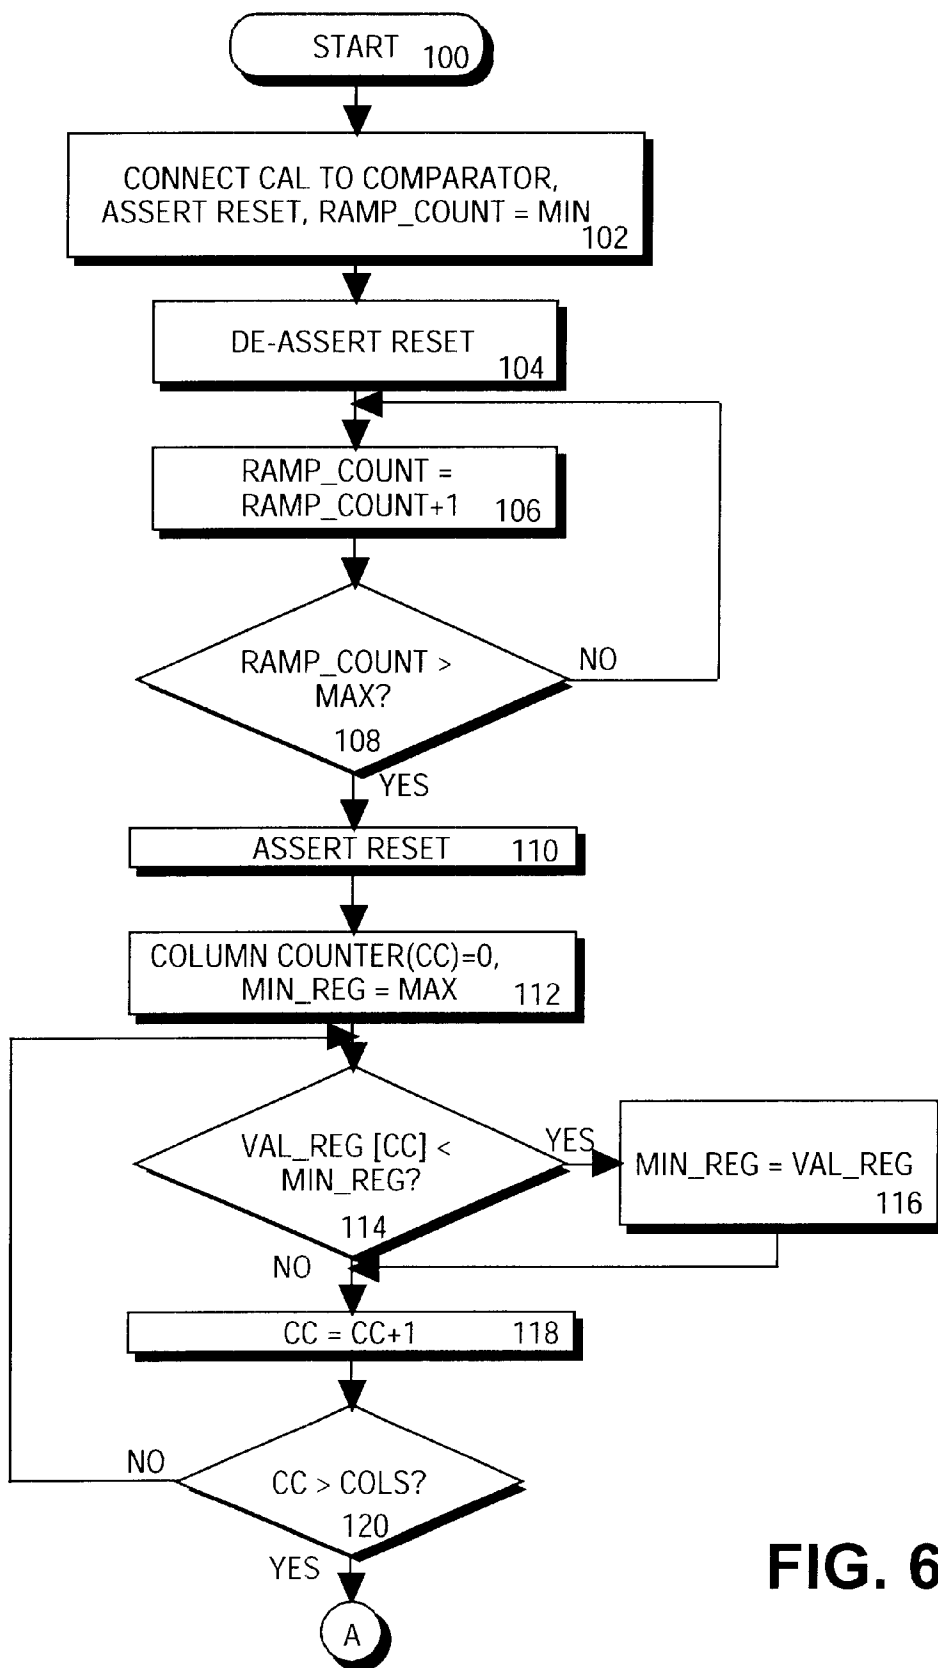 START 100
CONNECT CAL TO COMPARATOR,
ASSERT RESET, RAMP_COUNT = MIN
102
DE-ASSERT RESET
104
RAMP_COUNT =
RAMP_COUNT+1 106
RAMP_COUNT >
MAX?
108
NO
YES
ASSERT RESET 110
COLUMN COUNTER(CC)=0,
MIN_REG = MAX 112
VAL_REG [CC] <
MIN_REG?
114
YES
MIN_REG = VAL_REG
116
NO
CC = CC+1 118
CC > COLS?
120
NO
YES
A
FIG. 6